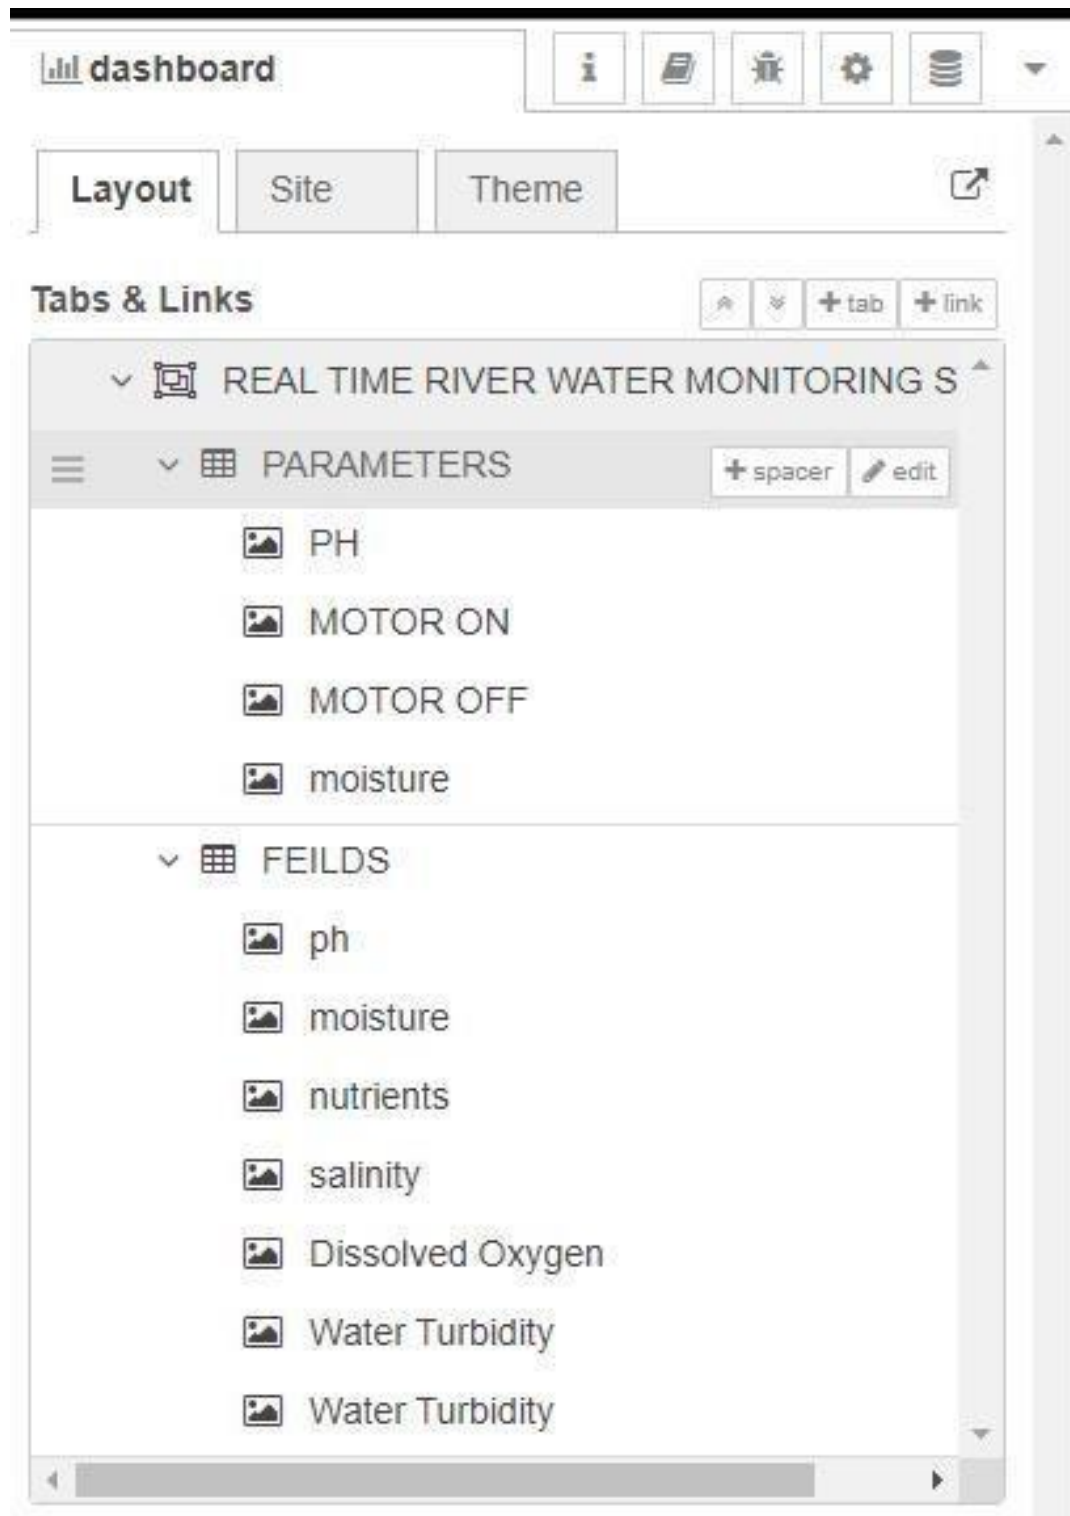 dashboard
Layout Site Theme
Tabs & Links + tab + link
REAL TIME RIVER WATER MONITORING S
PARAMETERS + spacer edit
PH
MOTOR ON
MOTOR OFF
moisture
FEILDS
ph
moisture
nutrients
salinity
Dissolved Oxygen
Water Turbidity
Water Turbidity